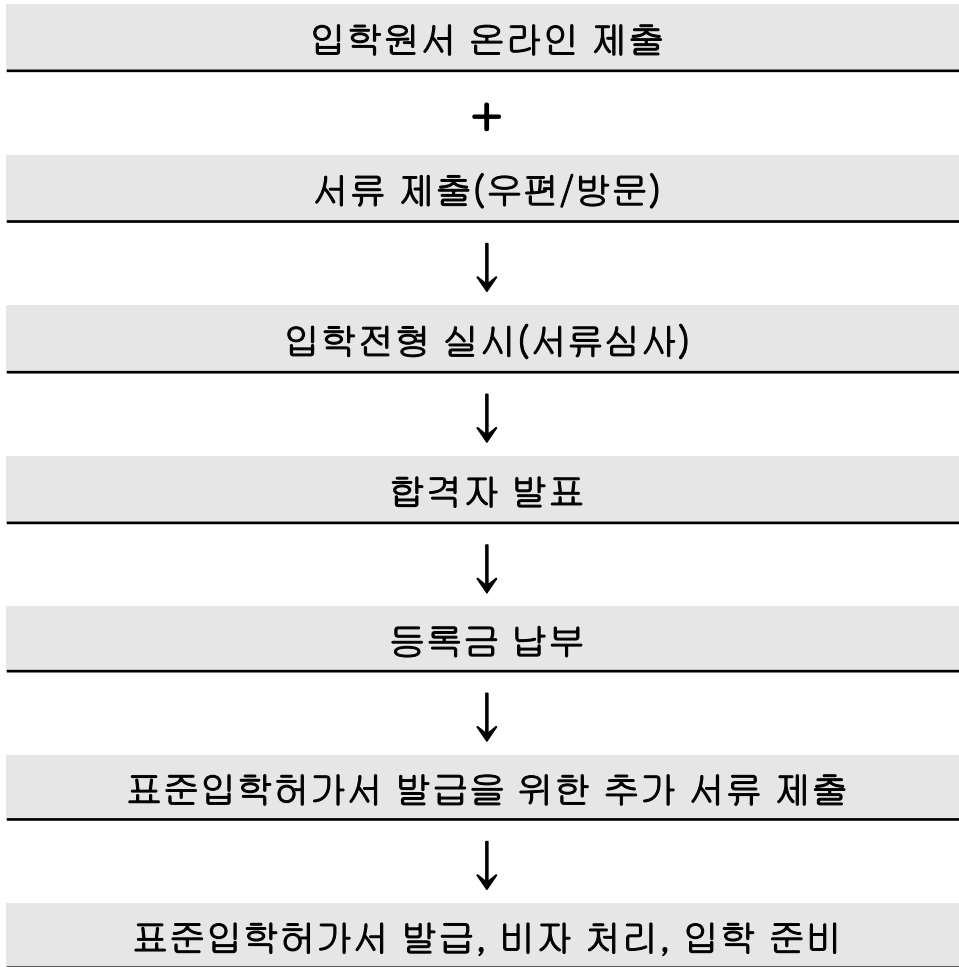 입학원서 온라인 제출
+
서류 제출(우편/방문)
↓
입학전형 실시(서류심사)
↓
합격자 발표
↓
등록금 납부
↓
표준입학허가서 발급을 위한 추가 서류 제출
↓
표준입학허가서 발급, 비자 처리, 입학 준비